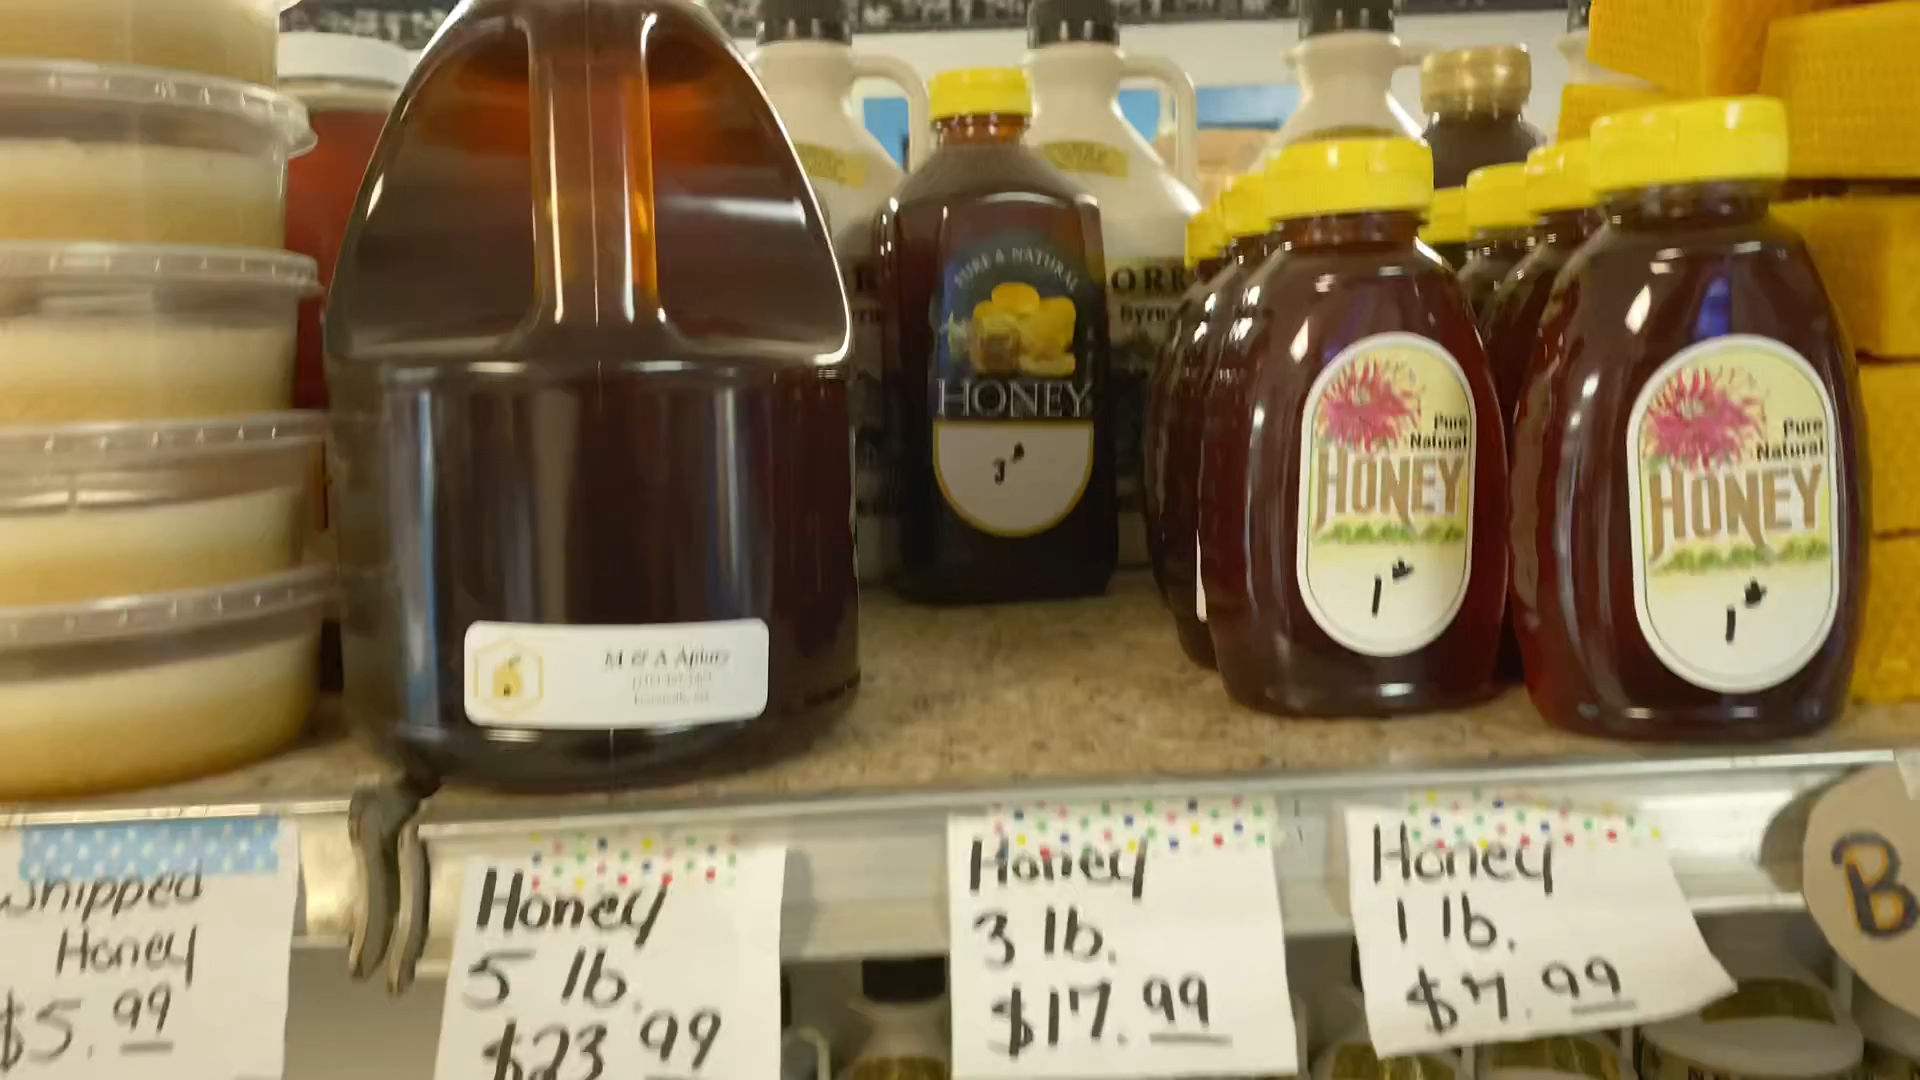 PURE & NATURAL
HONEY
3
Pure
Natural
HONEY
1
Pure
Natural
HONEY
1
M & A Apiary
Whipped
Honey
$5.99
Honey
5 lb.
$23.99
Honey
3 lb.
$17.99
Honey
1 lb.
$7.99
B